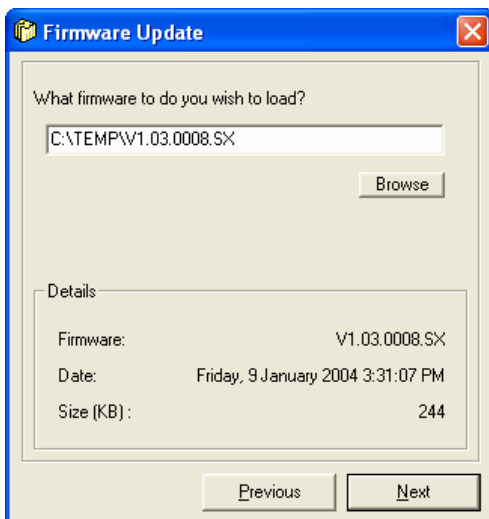 Firmware Update
What firmware to do you wish to load?
C:\TEMP\V1.03.0008.SX
Browse
Details
Firmware: V1.03.0008.SX
Date: Friday, 9 January 2004 3:31:07 PM
Size (KB) : 244
Previous Next